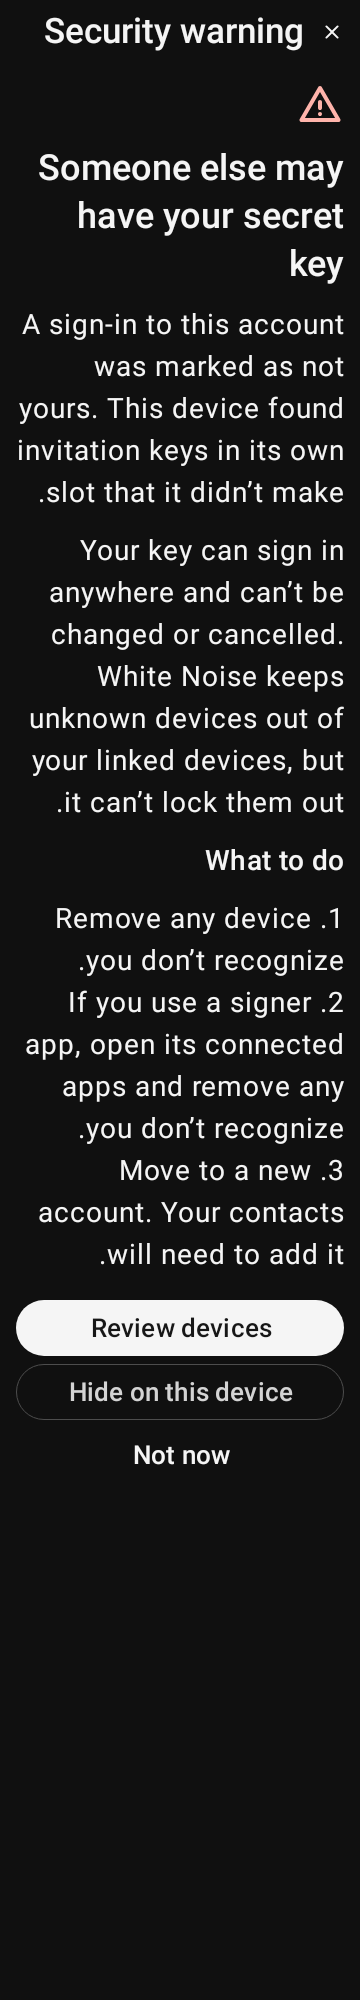 Security warning
Someone else may
have your secret
key
A sign-in to this account
was marked as not
yours. This device found
invitation keys in its own
.slot that it didn’t make
Your key can sign in
anywhere and can’t be
changed or cancelled.
White Noise keeps
unknown devices out of
your linked devices, but
.it can’t lock them out
What to do
Remove any device .1
.you don’t recognize
If you use a signer .2
app, open its connected
apps and remove any
.you don’t recognize
Move to a new .3
account. Your contacts
.will need to add it
Review devices
Hide on this device
Not now